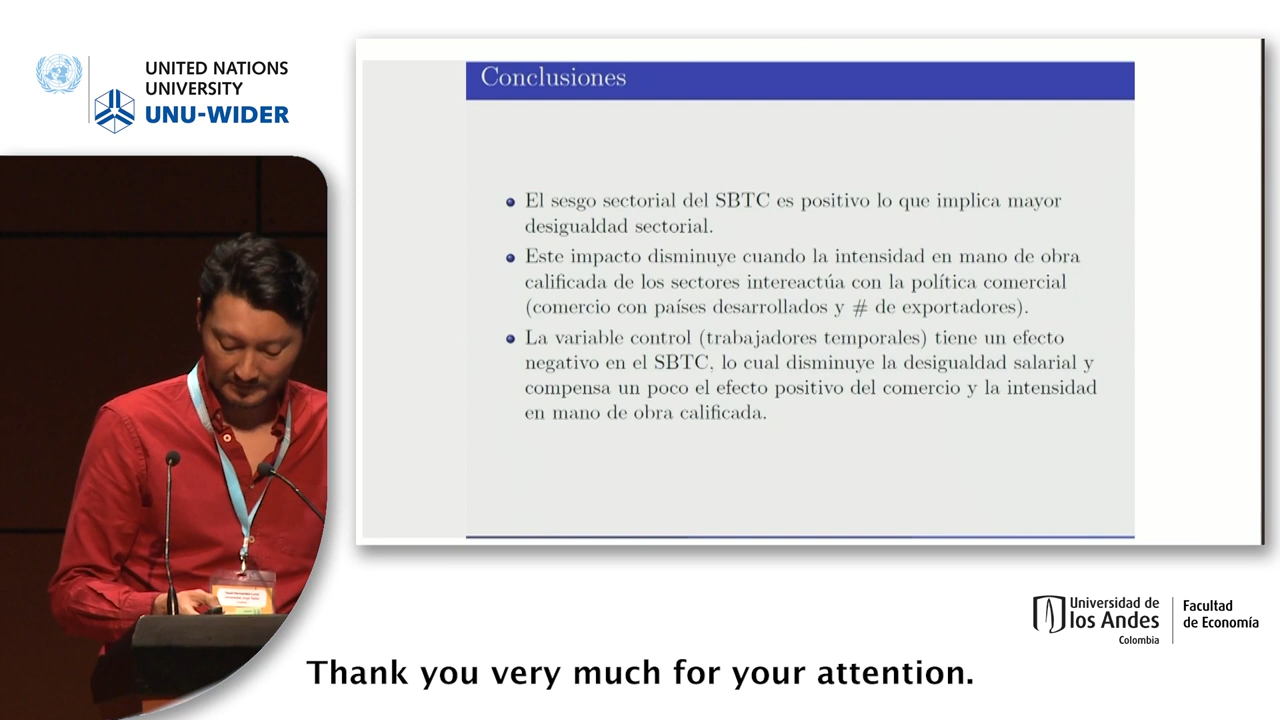 UNITED NATIONS
UNIVERSITY
UNU-WIDER
Conclusiones
El sesgo sectorial del SBTC es positivo lo que implica mayor
desigualdad sectorial.
Este impacto disminuye cuando la intensidad en mano de obra
calificada de los sectores intereactúa con la política comercial
(comercio con países desarrollados y # de exportadores).
La variable control (trabajadores temporales) tiene un efecto
negativo en el SBTC, lo cual disminuye la desigualdad salarial y
compensa un poco el efecto positivo del comercio y la intensidad
en mano de obra calificada.
Universidad de
los Andes
Colombia
Facultad
de Economía
Thank you very much for your attention.